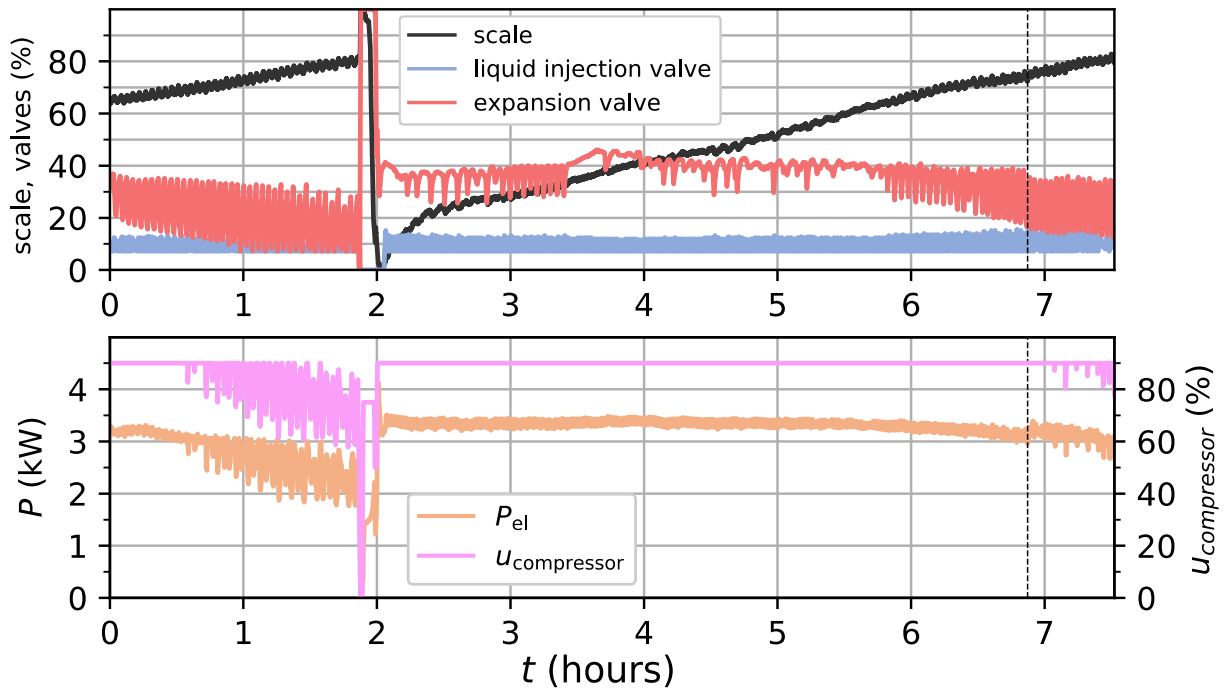 scale, valves (%)
80
60
40
20
0
scale
liquid injection valve
expansion valve
0 1 2 3 4 5 6 7
P (kW)
4
3
2
1
0
P_el
u_compressor
80
60
40
20
0
u_compressor (%)
0 1 2 3 4 5 6 7
t (hours)